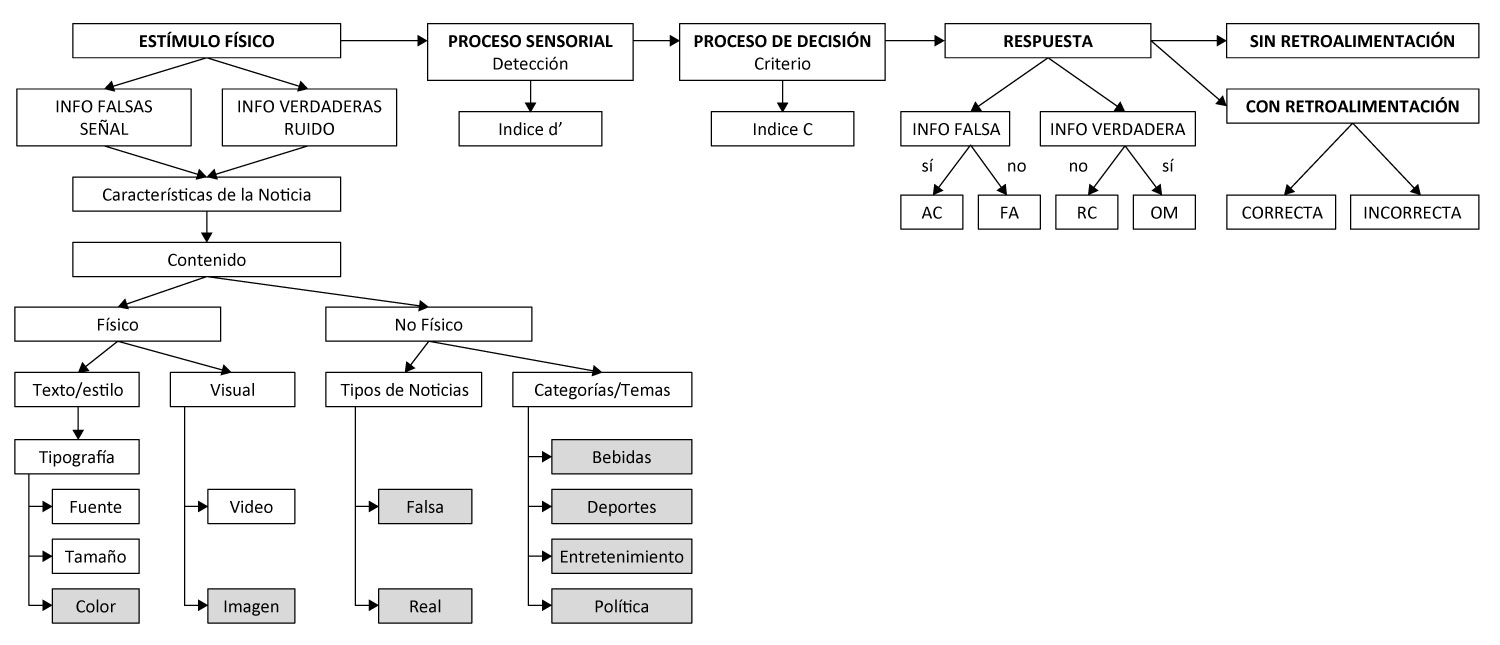 ESTÍMULO FÍSICO
PROCESO SENSORIAL
Detección
PROCESO DE DECISIÓN
Criterio
RESPUESTA
SIN RETROALIMENTACIÓN
INFO FALSAS
SEÑAL
INFO VERDADERAS
RUIDO
Indice d’
Indice C
INFO FALSA
INFO VERDADERA
CON RETROALIMENTACIÓN
sí
no
no
sí
AC
FA
RC
OM
CORRECTA
INCORRECTA
Características de la Noticia
Contenido
Físico
No Físico
Texto/estilo
Visual
Tipos de Noticias
Categorías/Temas
Tipografía
Bebidas
Fuente
Video
Falsa
Deportes
Tamaño
Entretenimiento
Color
Imagen
Real
Política